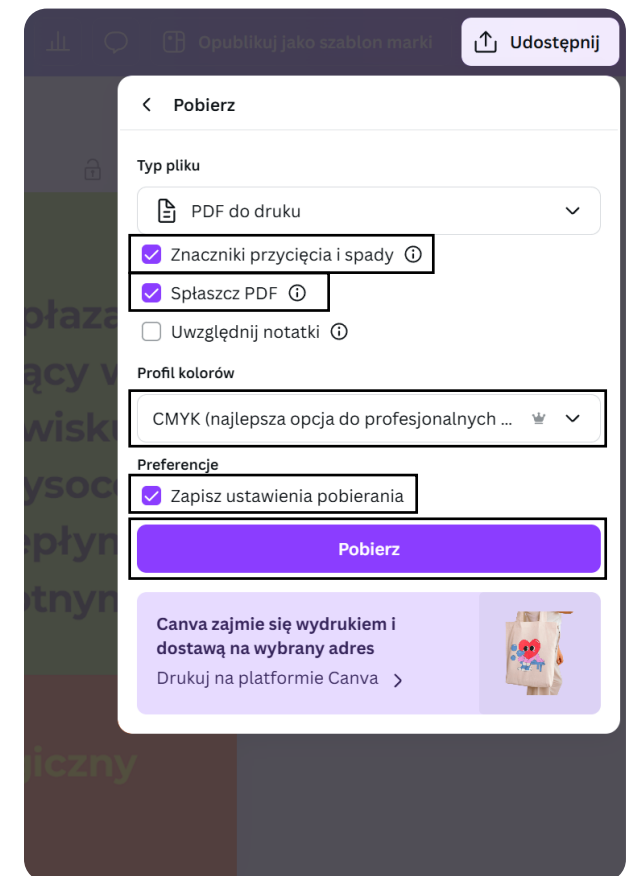 Opublikuj jako szablon marki
Udostępnij
Pobierz
Typ pliku
PDF do druku
Znaczniki przycięcia i spady
Spłaszcz PDF
Uwzględnij notatki
Profil kolorów
CMYK (najlepsza opcja do profesjonalnych ...
Preferencje
Zapisz ustawienia pobierania
Pobierz
Canva zajmie się wydrukiem i
dostawą na wybrany adres
Drukuj na platformie Canva